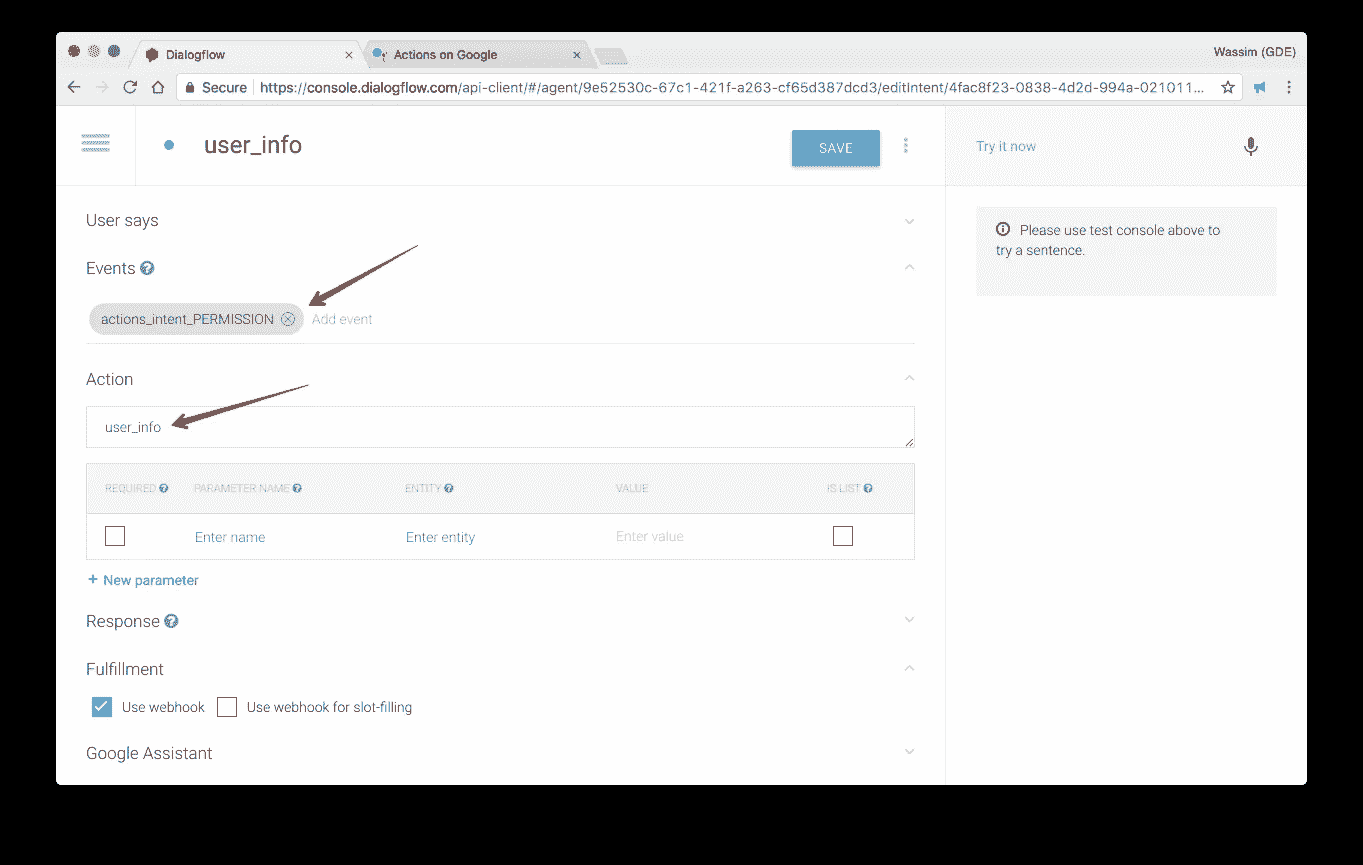 Dialogflow
Actions on Google
Wassim (GDE)
Secure https://console.dialogflow.com/api-client/#/agent/9e52530c-67c1-421f-a263-cf65d387dcd3/editIntent/4fac8f23-0838-4d2d-994a-021011...
user_info
SAVE
Try it now
User says
Please use test console above to
try a sentence.
Events
actions_intent_PERMISSION
Add event
Action
user_info
REQUIRED PARAMETER NAME ENTITY VALUE IS LIST
Enter name Enter entity Enter value
+ New parameter
Response
Fulfillment
Use webhook Use webhook for slot-filling
Google Assistant